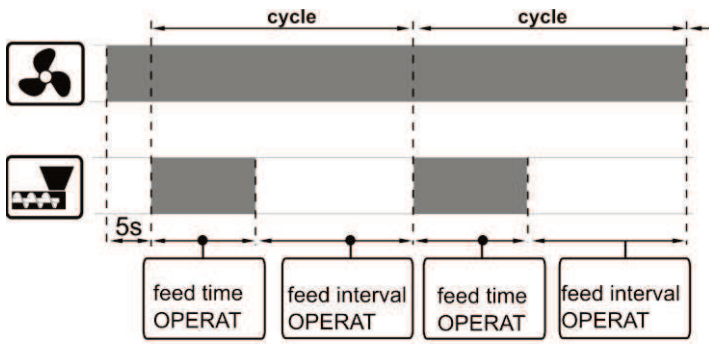 cycle
cycle
5s
feed time
OPERAT
feed interval
OPERAT
feed time
OPERAT
feed interval
OPERAT